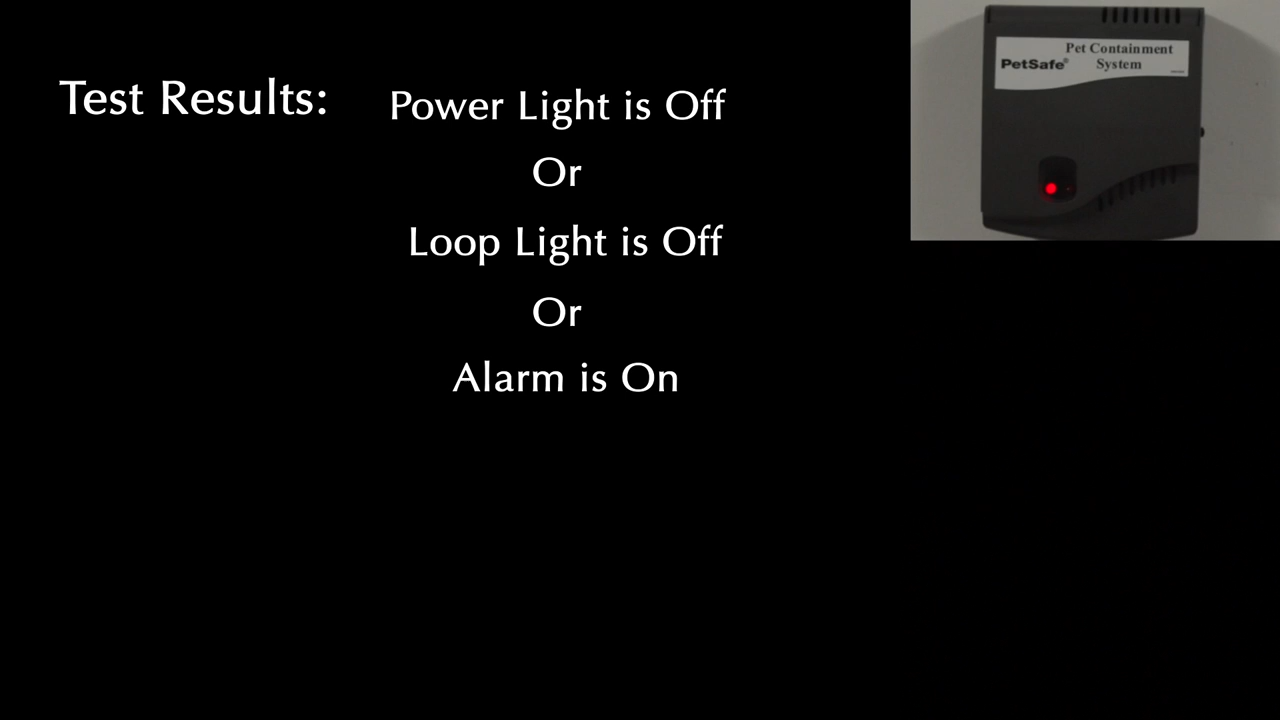 Test Results:
Power Light is Off
Or
Loop Light is Off
Or
Alarm is On
Pet Containment
PetSafe® System